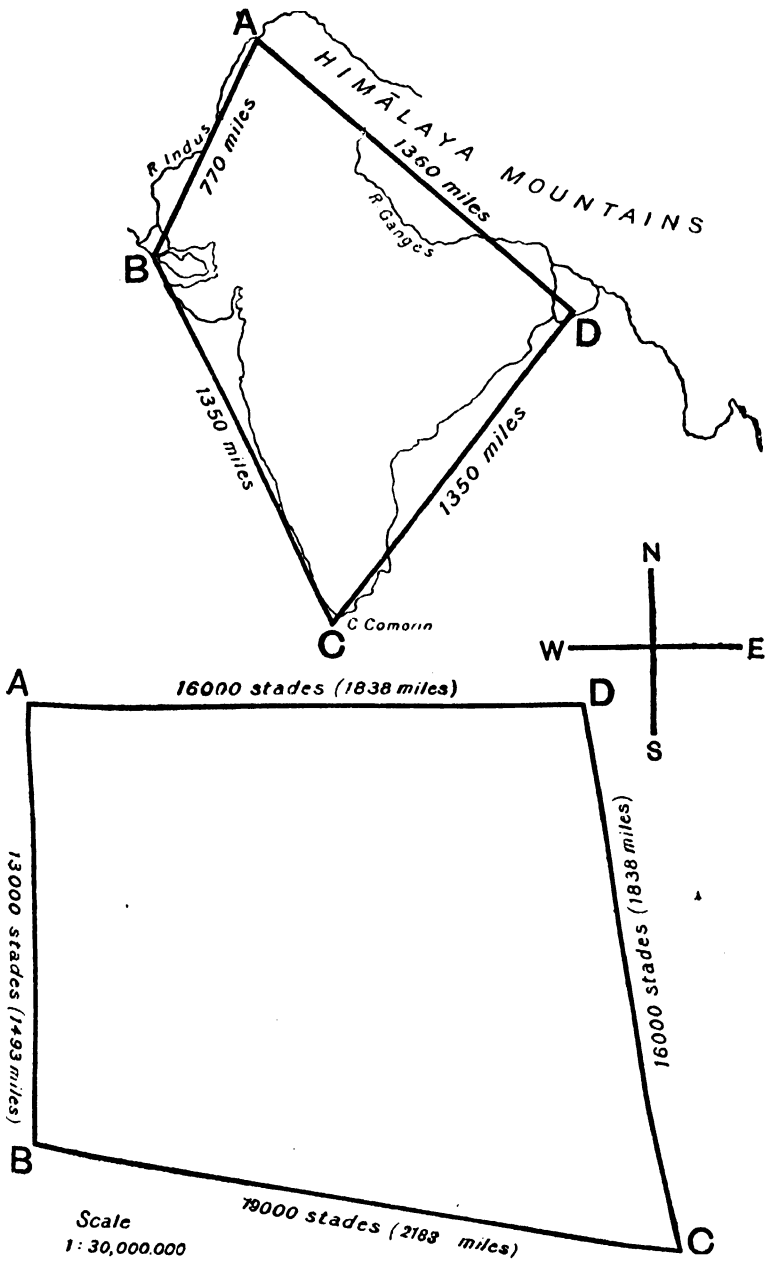 A
HIMĀLAYA MOUNTAINS
R Indus
770 miles
1360 miles
R Ganges
B
D
1350 miles
1350 miles
C
C Comorin
N
W
E
S
A
16000 stades (1838 miles)
D
13000 stades (1493 miles)
16000 stades (1838 miles)
B
19000 stades (2183 miles)
C
Scale
1 : 30,000.000